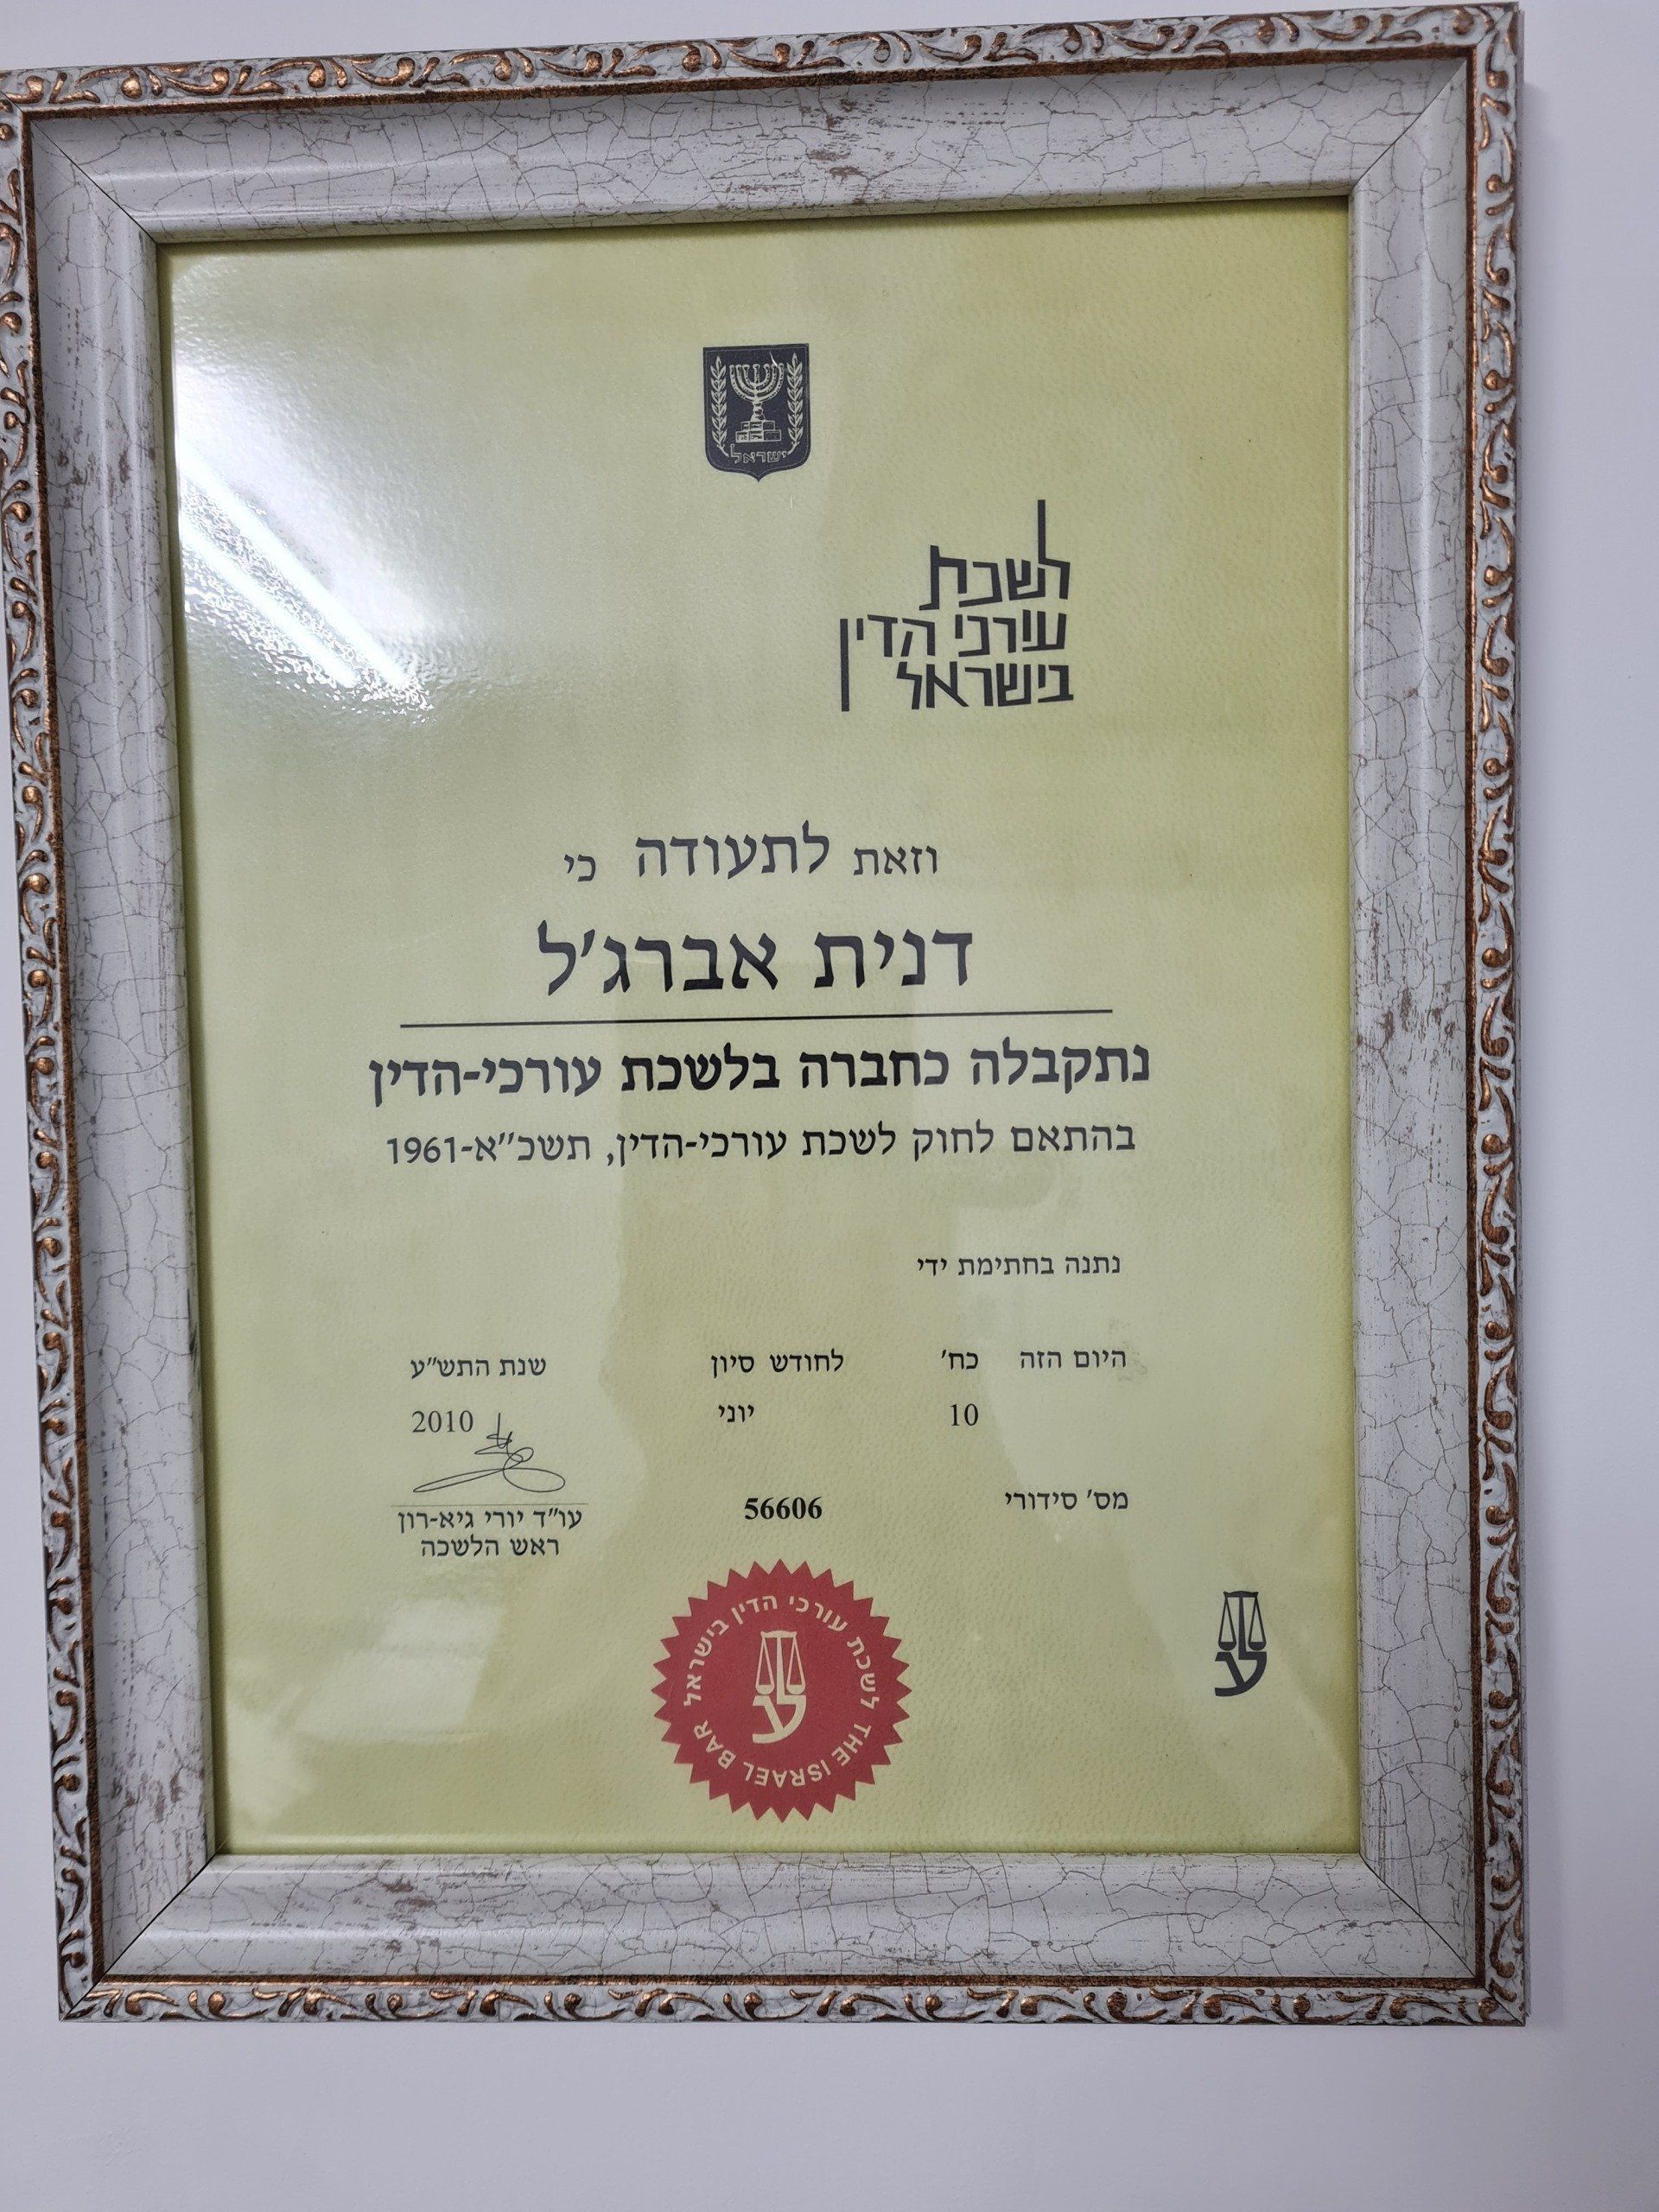 ישראל
לשכת
עורכי הדין
בישראל
וזאת לתעודה כי
דנית אברג'ל
נתקבלה כחברה בלשכת עורכי-הדין
בהתאם לחוק לשכת עורכי-הדין, תשכ"א-1961
נתנה בחתימת ידי
היום הזה כח' לחודש סיון שנת התש"ע
10 יוני 2010
מס' סידורי 56606
עו"ד יורי גיא-רון
ראש הלשכה
לשכת עורכי הדין בישראל
THE ISRAEL BAR